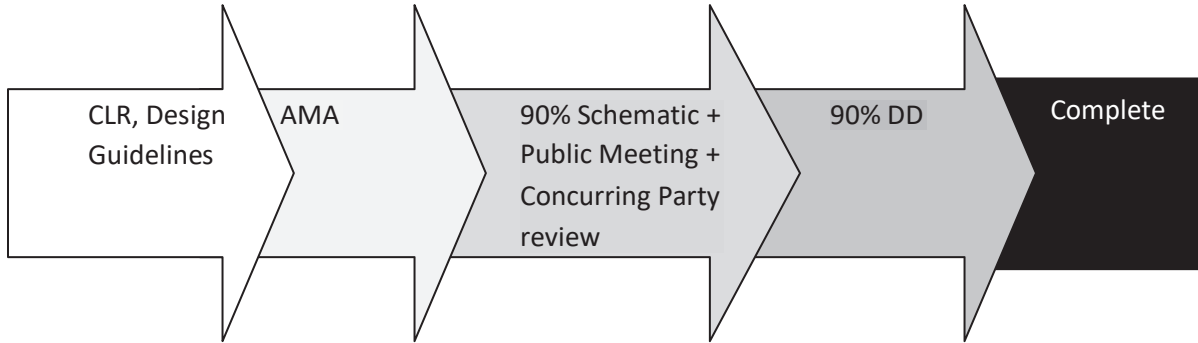 CLR, Design
Guidelines
AMA
90% Schematic +
Public Meeting +
Concurring Party
review
90% DD
Complete